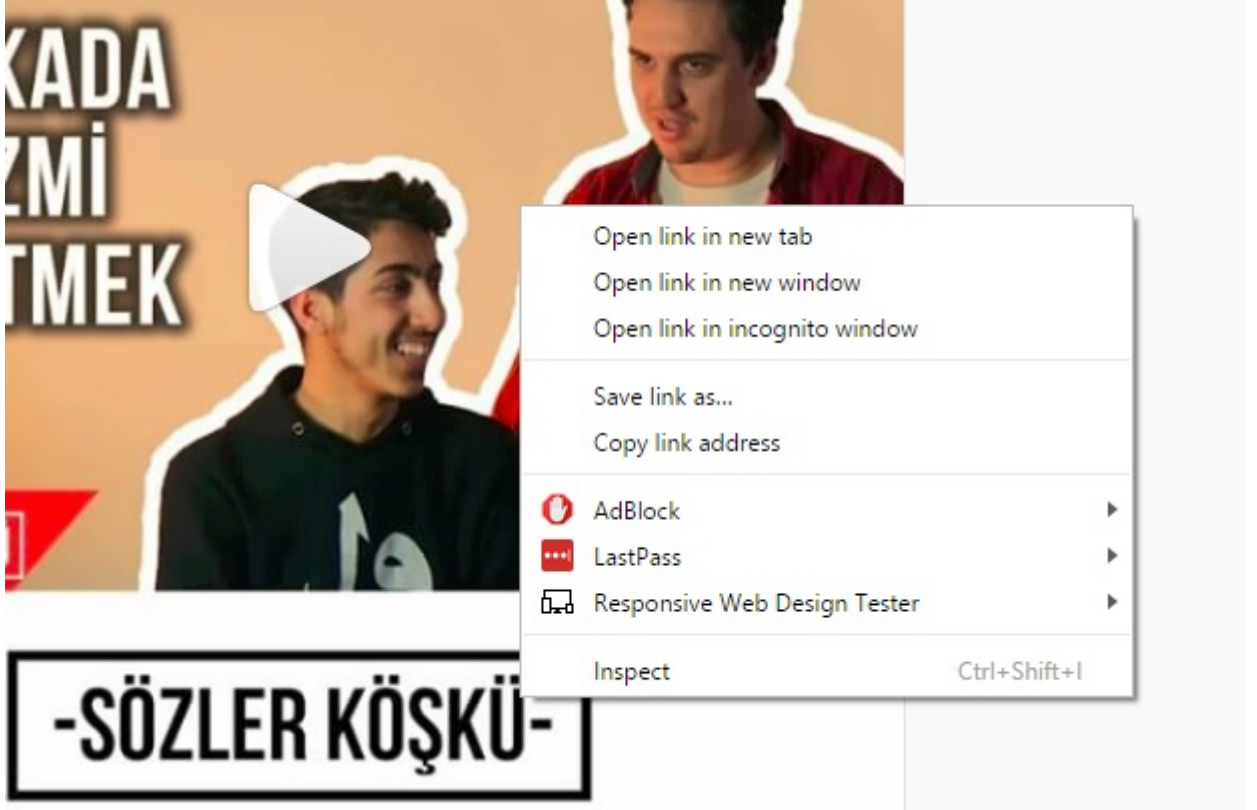 KADA
ZMİ
TMEK
Open link in new tab
Open link in new window
Open link in incognito window
Save link as...
Copy link address
AdBlock
LastPass
Responsive Web Design Tester
Inspect Ctrl+Shift+I
-SÖZLER KÖŞKÜ-